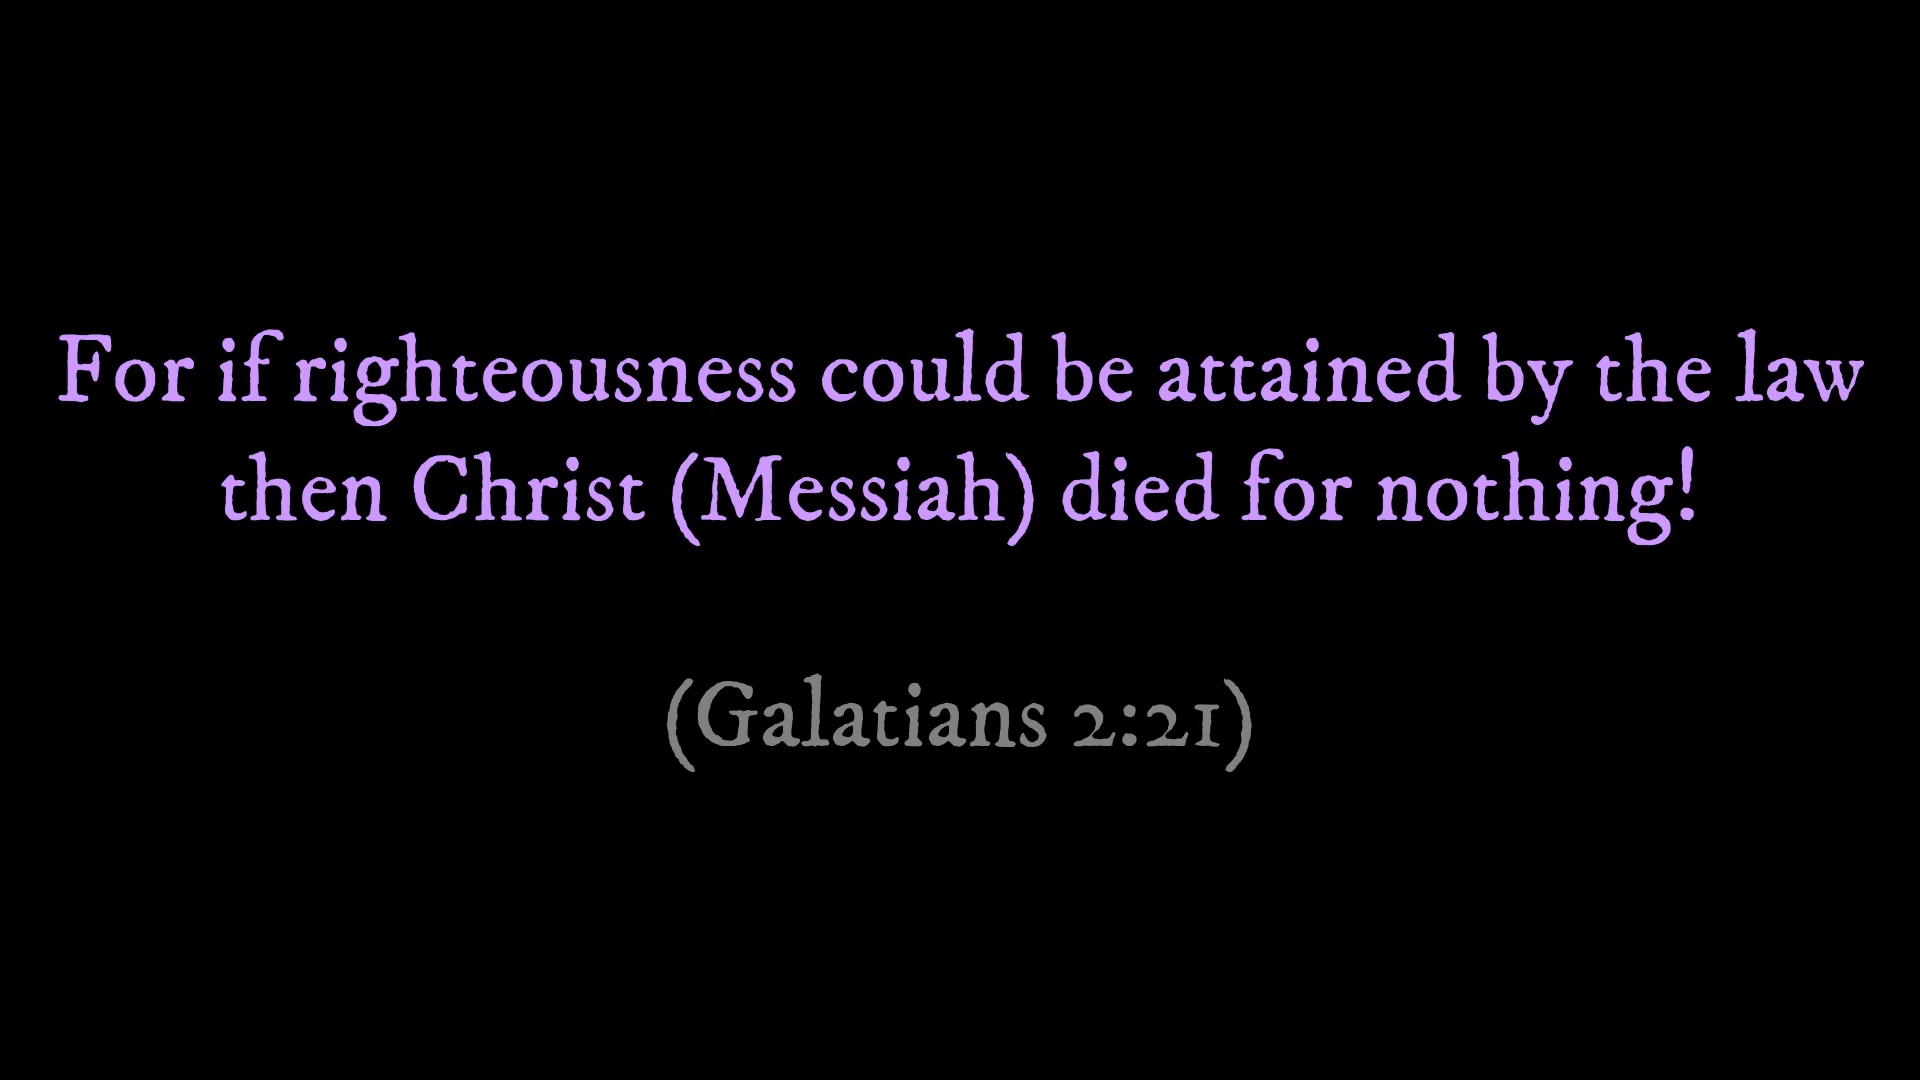 For if righteousness could be attained by the law
then Christ (Messiah) died for nothing!
(Galatians 2:21)